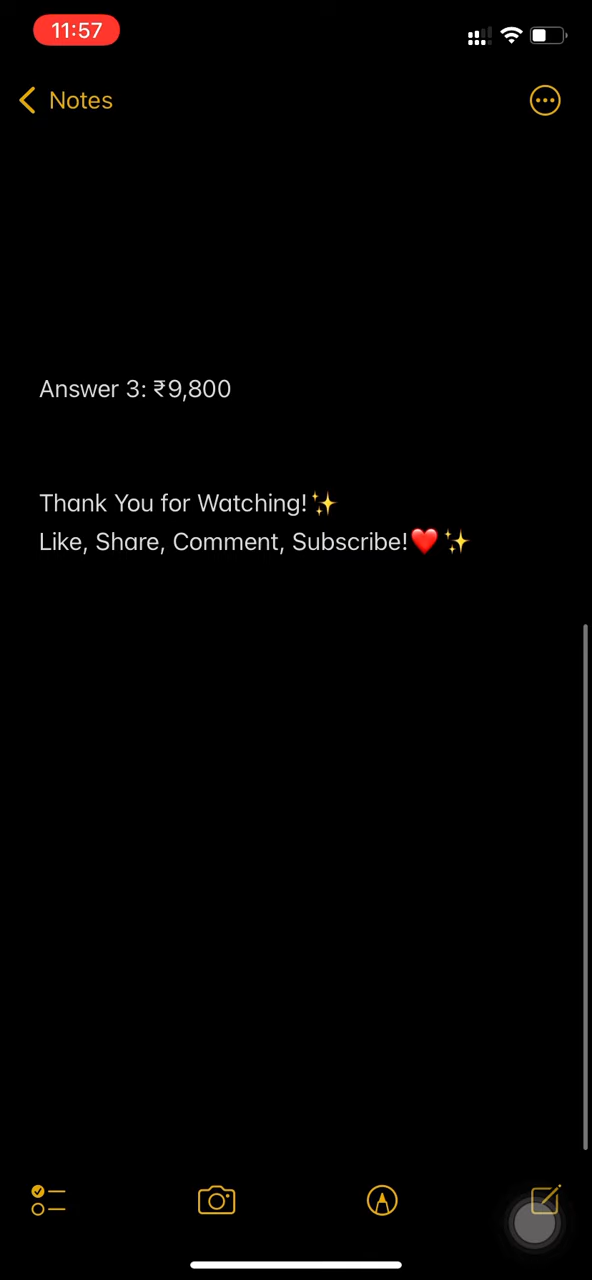 11:57
Notes
Answer 3: ₹9,800
Thank You for Watching!✨
Like, Share, Comment, Subscribe!❤️✨